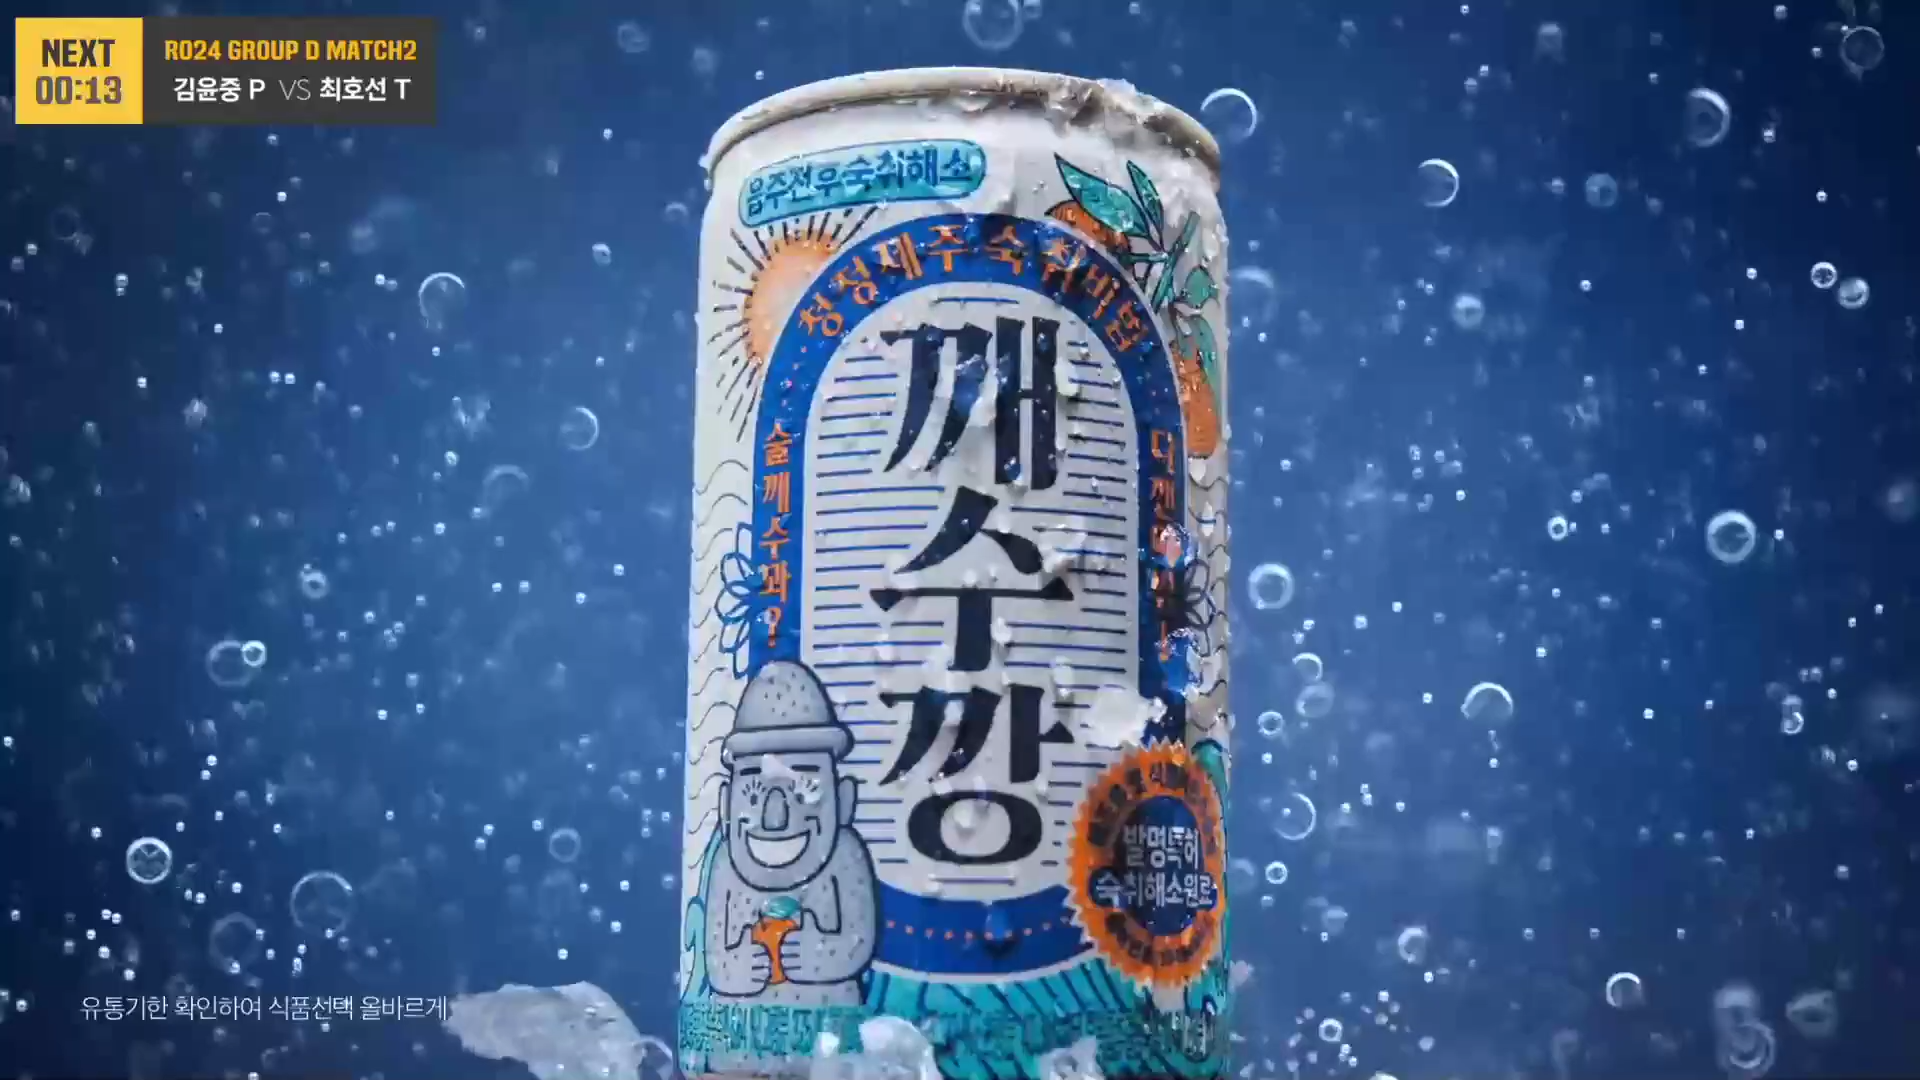 NEXT
00:13
RO24 GROUP D MATCH2
김윤중 P VS 최호선 T
음주전후숙취해소
청정제주숙취비법
술깨수과?
깨
수
깡
발명특허
숙취해소원료
유통기한 확인하여 식품선택 올바르게